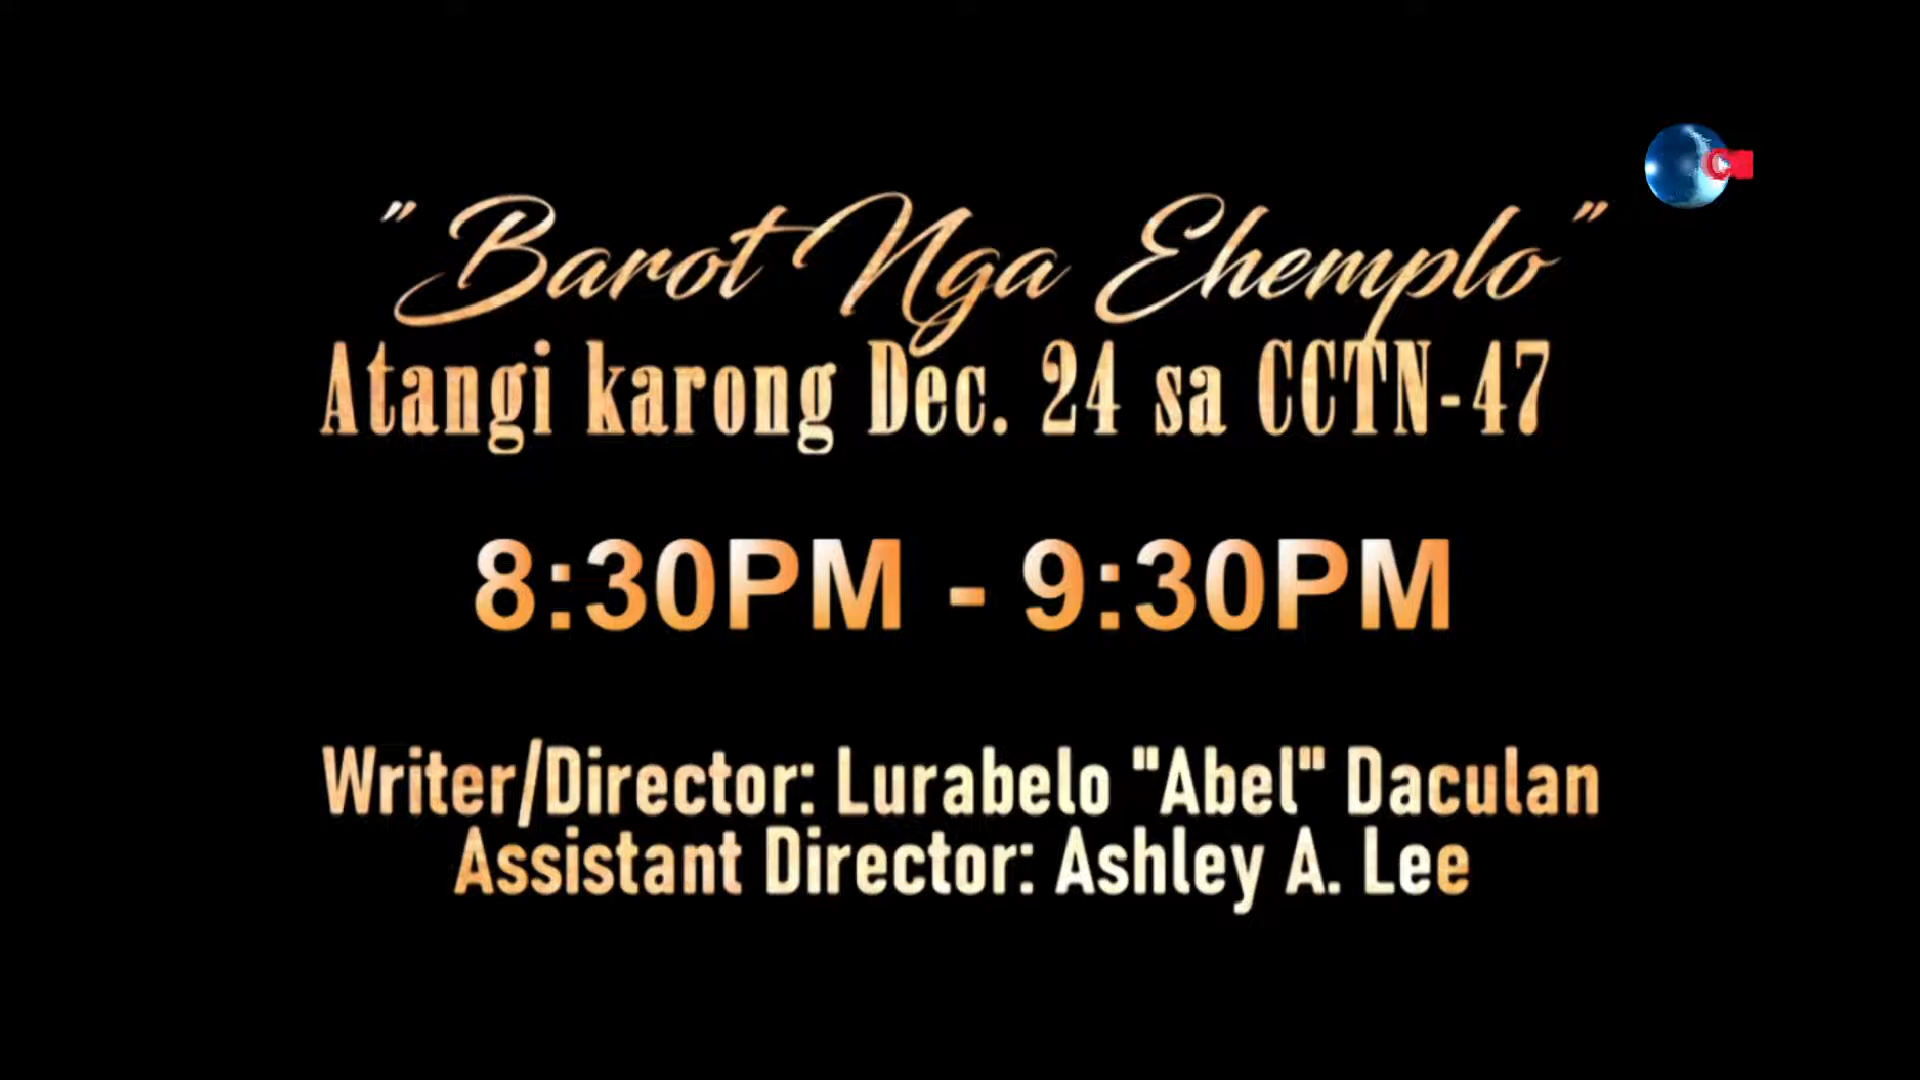 "Barot Nga Ehemplo"
Atangi karong Dec. 24 sa CCTN-47
8:30PM - 9:30PM
Writer/Director: Lurabelo "Abel" Daculan
Assistant Director: Ashley A. Lee